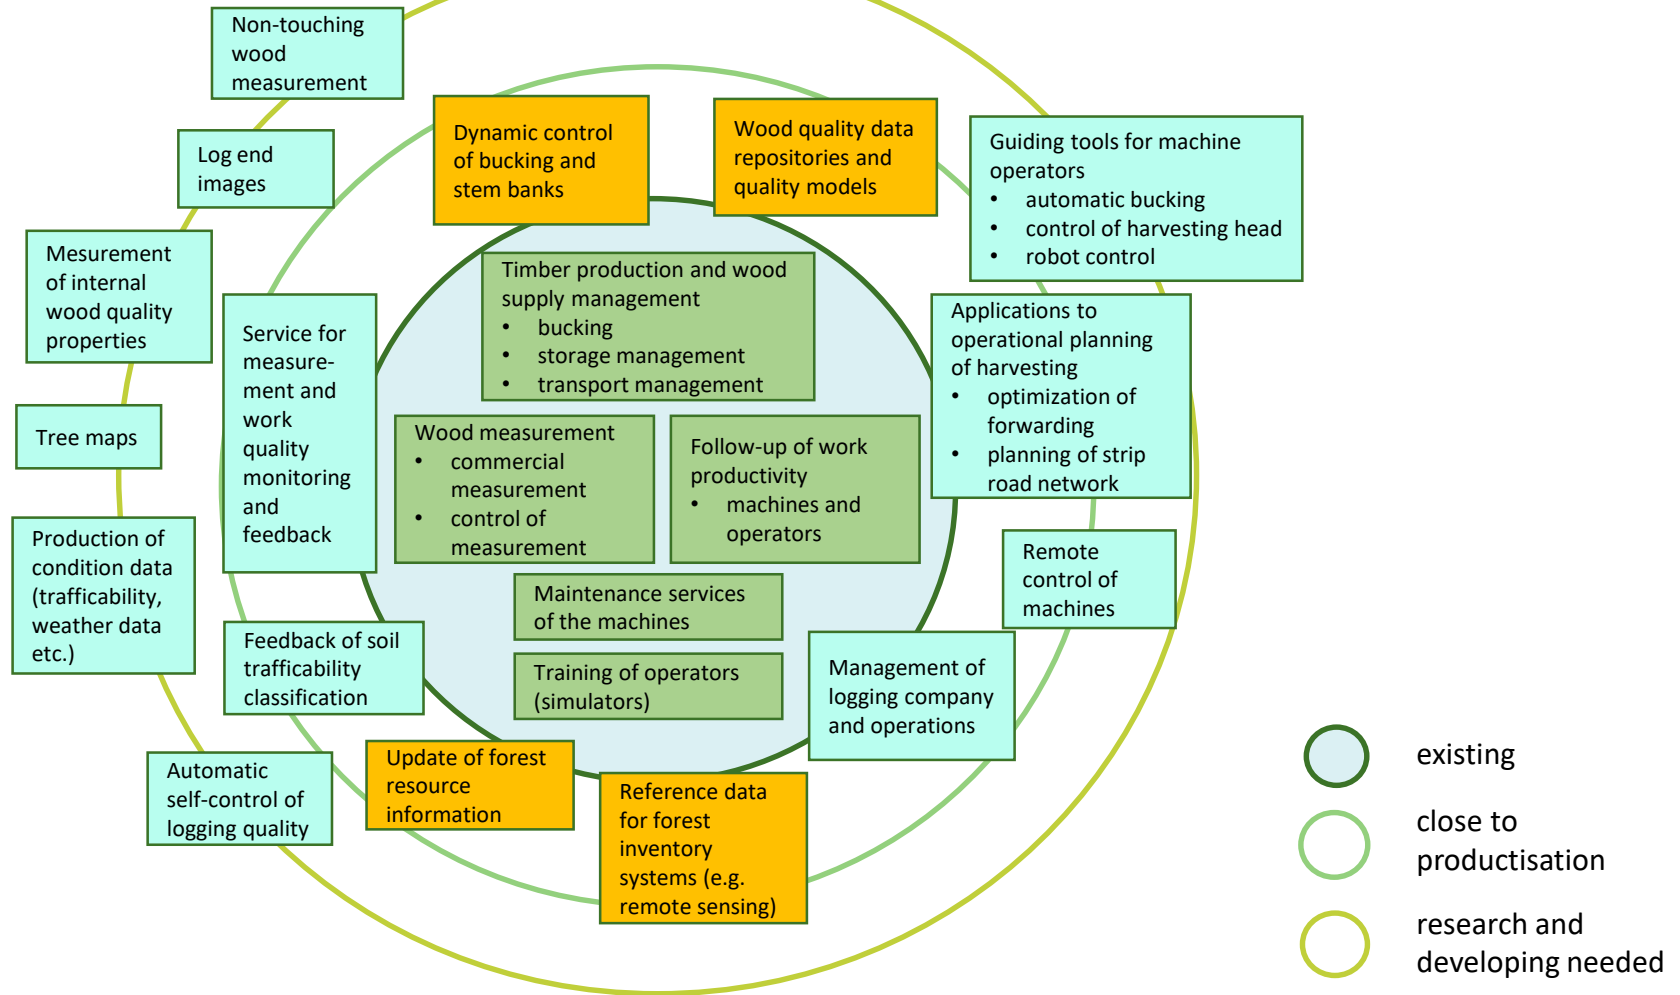 Non-touching
wood
measurement
Log end
images
Mesurement
of internal
wood quality
properties
Tree maps
Production of
condition data
(trafficability,
weather data
etc.)
Automatic
self-control of
logging quality
Dynamic control
of bucking and
stem banks
Wood quality data
repositories and
quality models
Guiding tools for machine
operators
• automatic bucking
• control of harvesting head
• robot control
Service for
measure-
ment and
work
quality
monitoring
and
feedback
Timber production and wood
supply management
• bucking
• storage management
• transport management
Applications to
operational planning
of harvesting
• optimization of
forwarding
• planning of strip
road network
Wood measurement
• commercial
measurement
• control of
measurement
Follow-up of work
productivity
• machines and
operators
Remote
control of
machines
Maintenance services
of the machines
Feedback of soil
trafficability
classification
Training of operators
(simulators)
Management of
logging company
and operations
Update of forest
resource
information
Reference data
for forest
inventory
systems (e.g.
remote sensing)
existing
close to
productisation
research and
developing needed